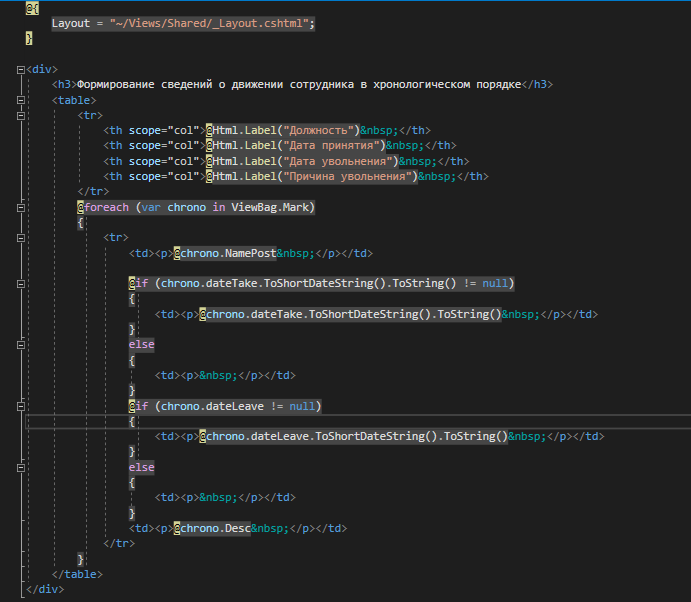 @{
    Layout = "~/Views/Shared/_Layout.cshtml";
}
<div>
    <h3>Формирование сведений о движении сотрудника в хронологическом порядке</h3>
    <table>
        <tr>
            <th scope="col">@Html.Label("Должность")&nbsp;</th>
            <th scope="col">@Html.Label("Дата принятия")&nbsp;</th>
            <th scope="col">@Html.Label("Дата увольнения")&nbsp;</th>
            <th scope="col">@Html.Label("Причина увольнения")&nbsp;</th>
        </tr>
        @foreach (var chrono in ViewBag.Mark)
        {
            <tr>
                <td><p>@chrono.NamePost&nbsp;</p></td>
                @if (chrono.dateTake.ToShortDateString().ToString() != null)
                {
                    <td><p>@chrono.dateTake.ToShortDateString().ToString()&nbsp;</p></td>
                }
                else
                {
                    <td><p>&nbsp;</p></td>
                }
                @if (chrono.dateLeave != null)
                {
                    <td><p>@chrono.dateLeave.ToShortDateString().ToString()&nbsp;</p></td>
                }
                else
                {
                    <td><p>&nbsp;</p></td>
                }
                <td><p>@chrono.Desc&nbsp;</p></td>
            </tr>
        }
    </table>
</div>